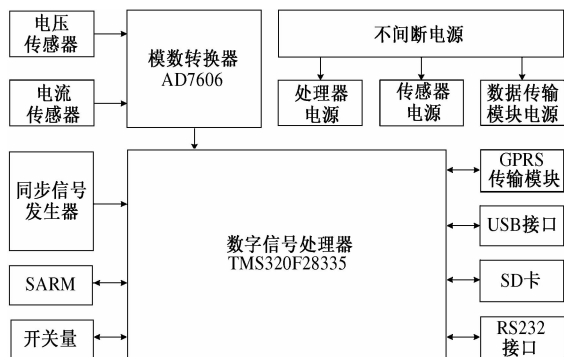 电压
传感器
电流
传感器
模数转换器
AD7606
不间断电源
处理器
电源
传感器
电源
数据传输
模块电源
同步信号
发生器
SARM
开关量
数字信号处理器
TMS320F28335
GPRS
传输模块
USB接口
SD卡
RS232
接口